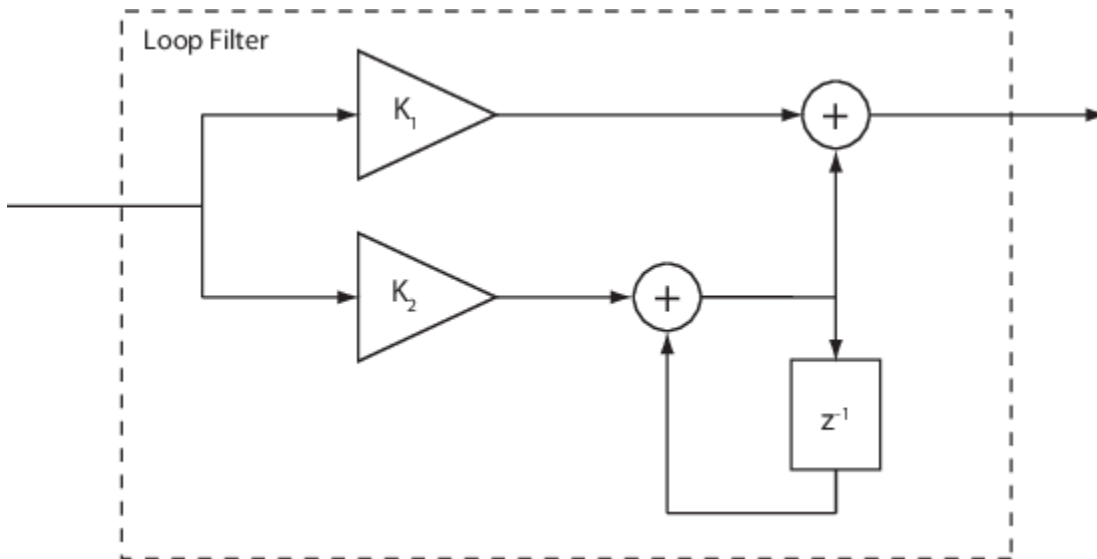 Loop Filter
K₁
+
K₂
+
z⁻¹